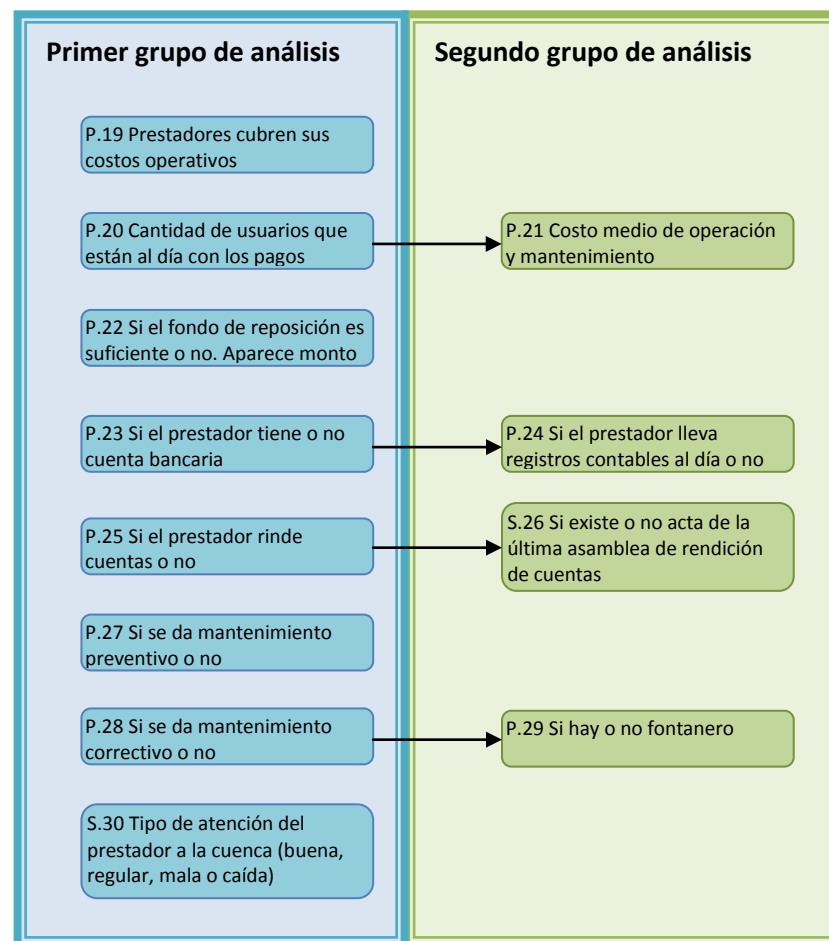 Primer grupo de análisis
Segundo grupo de análisis
P.19 Prestadores cubren sus
costos operativos
P.20 Cantidad de usuarios que
están al día con los pagos
P.21 Costo medio de operación
y mantenimiento
P.22 Si el fondo de reposición es
suficiente o no. Aparece monto
P.23 Si el prestador tiene o no
cuenta bancaria
P.24 Si el prestador lleva
registros contables al día o no
P.25 Si el prestador rinde
cuentas o no
S.26 Si existe o no acta de la
última asamblea de rendición
de cuentas
P.27 Si se da mantenimiento
preventivo o no
P.28 Si se da mantenimiento
correctivo o no
P.29 Si hay o no fontanero
S.30 Tipo de atención del
prestador a la cuenca (buena,
regular, mala o caída)